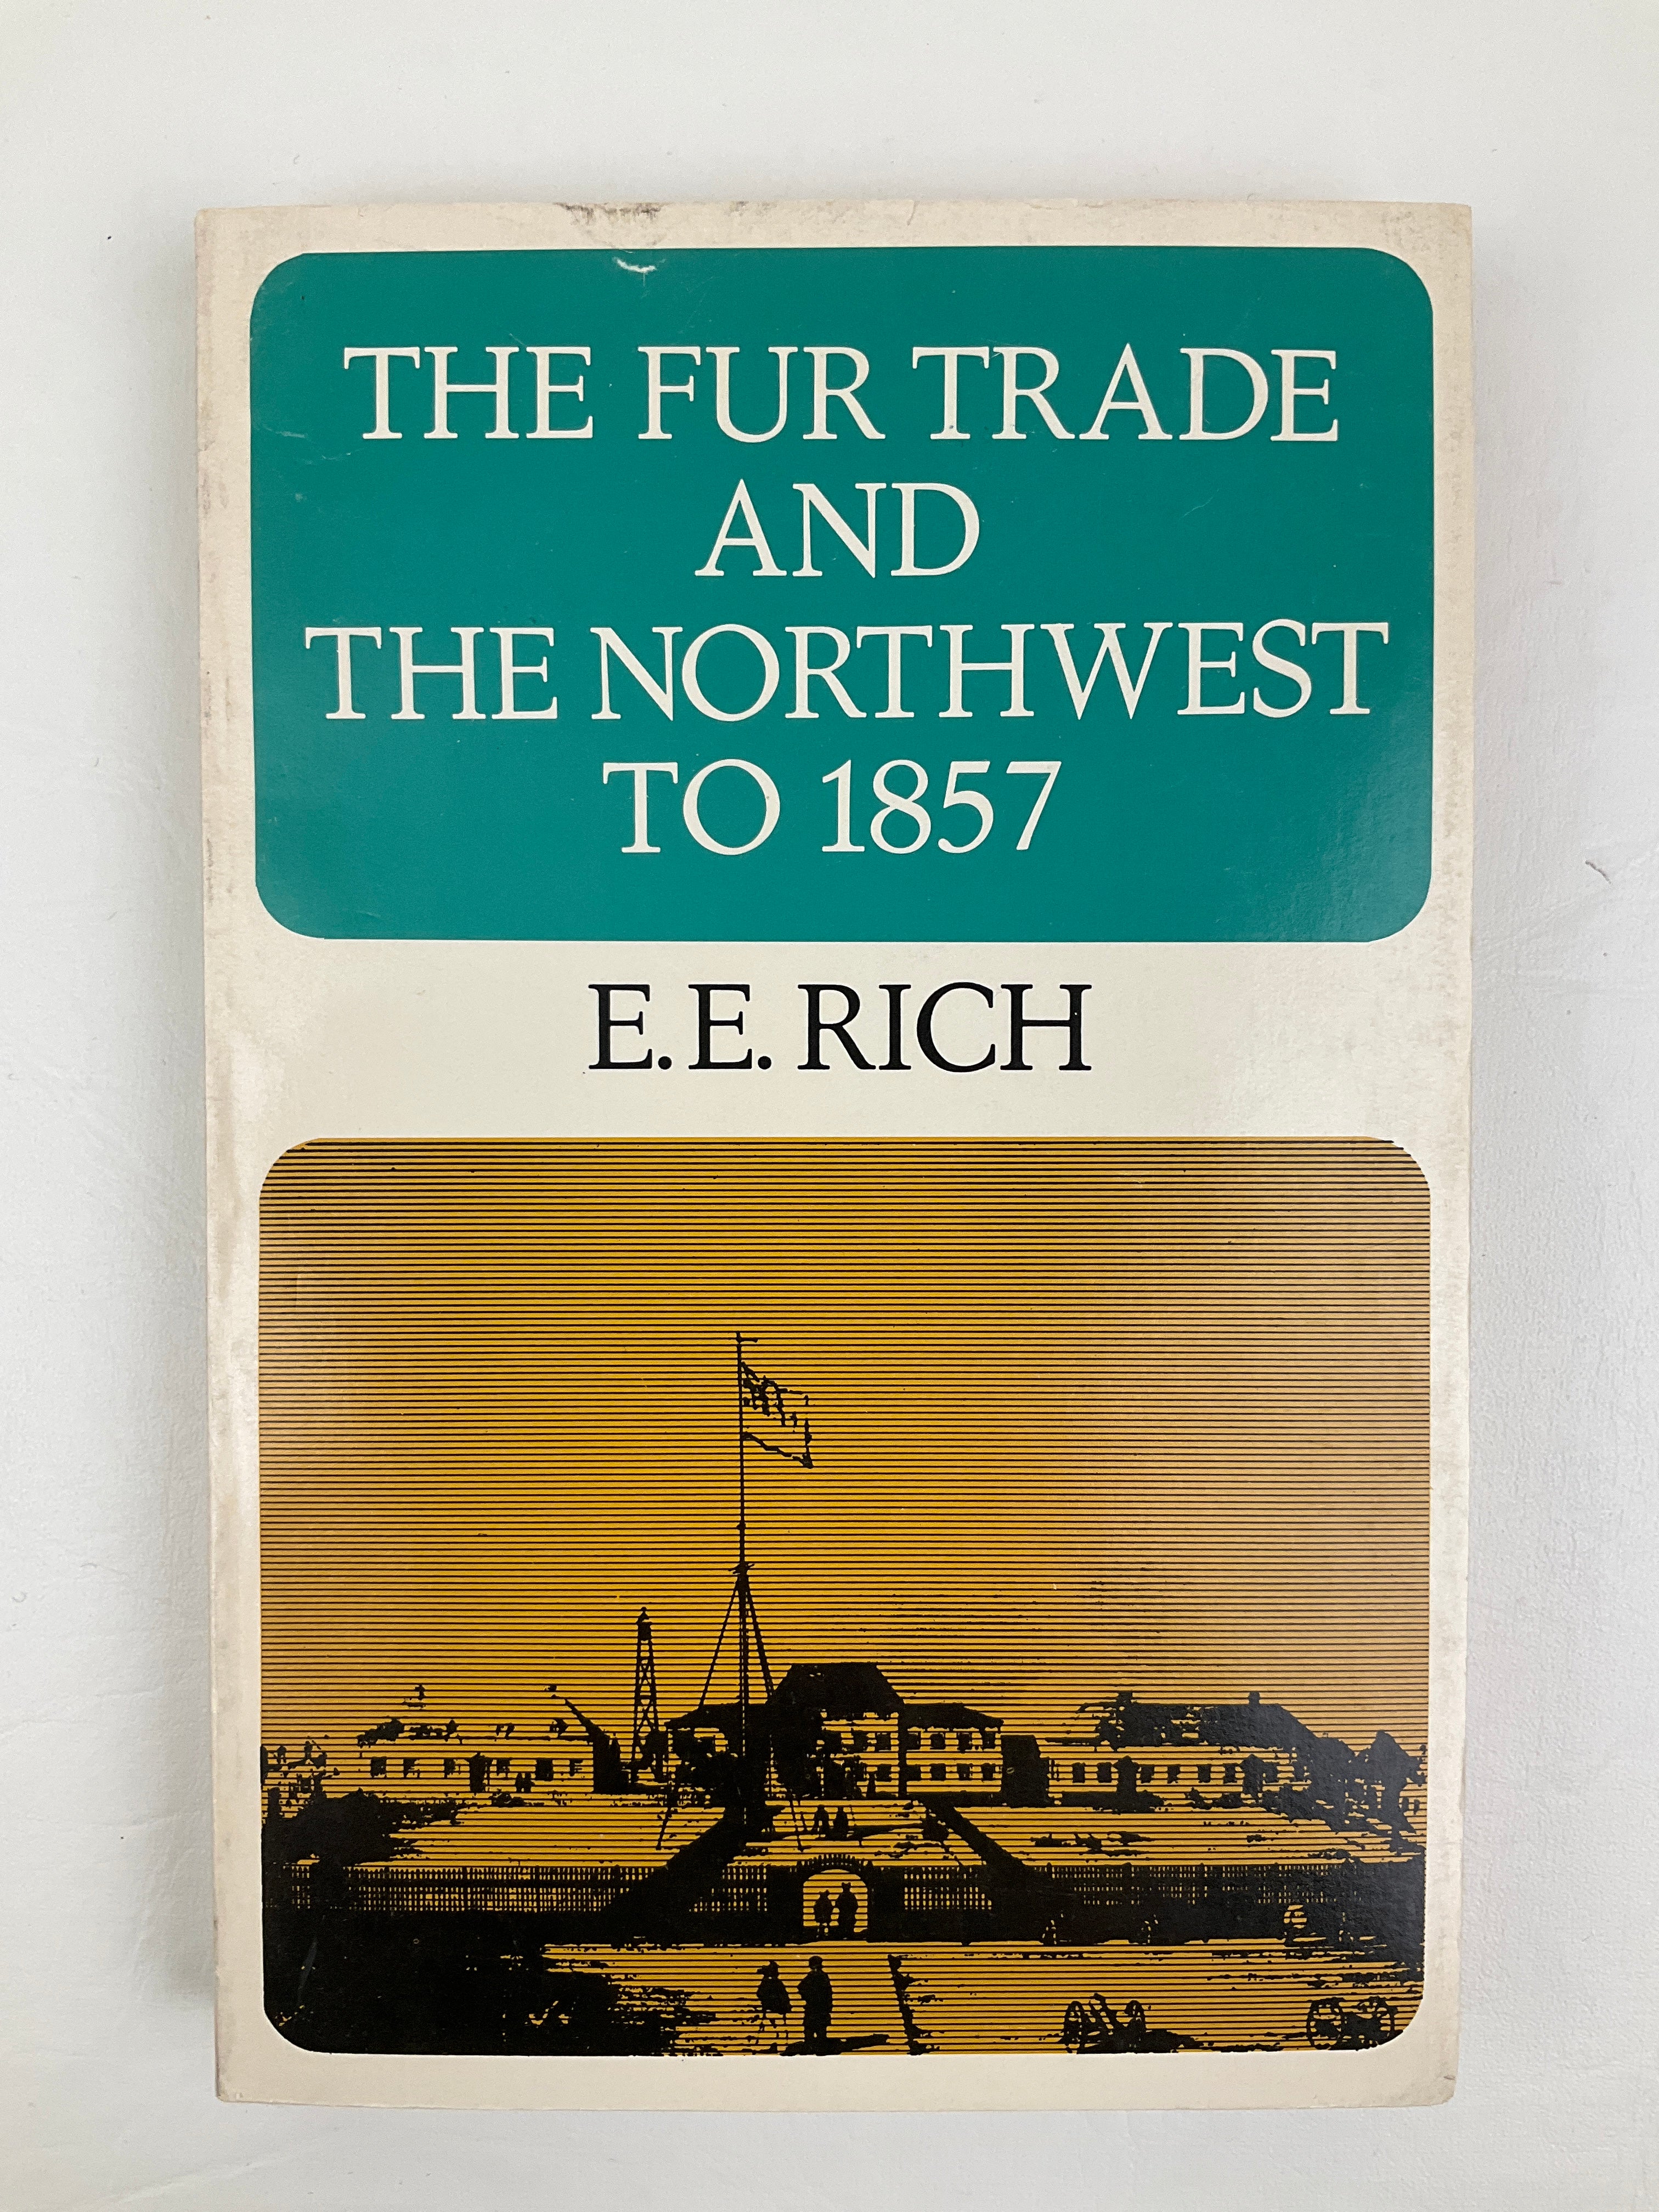 THE FUR TRADE
AND
THE NORTHWEST
TO 1857
E. E. RICH